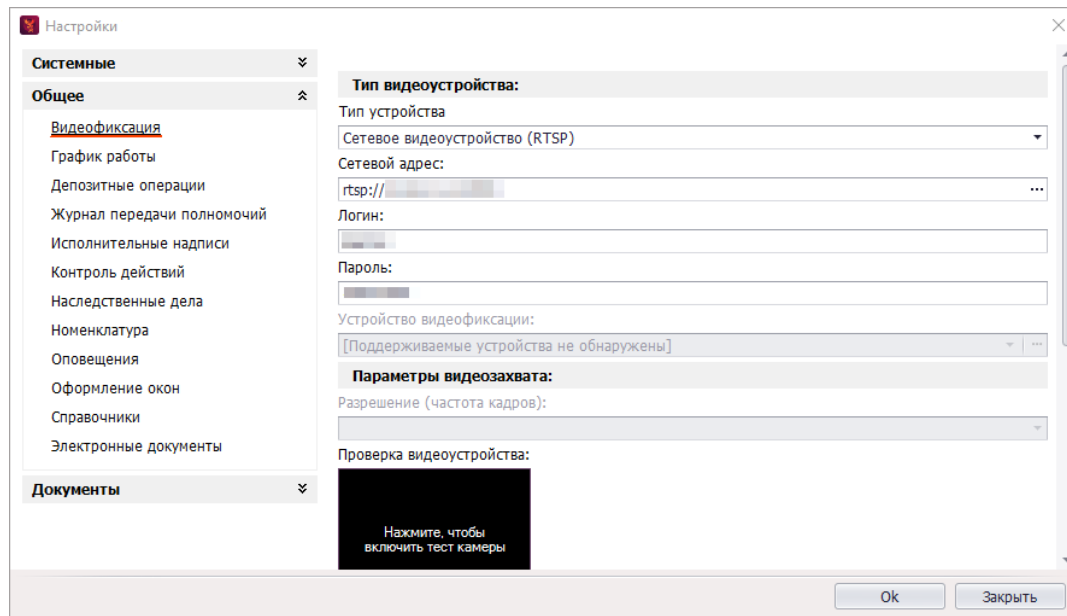 Настройки
Системные
Общее
Видеофиксация
График работы
Депозитные операции
Журнал передачи полномочий
Исполнительные надписи
Контроль действий
Наследственные дела
Номенклатура
Оповещения
Оформление окон
Справочники
Электронные документы
Документы
Тип видеоустройства:
Тип устройства
Сетевое видеоустройство (RTSP)
Сетевой адрес:
rtsp://
Логин:
Пароль:
Устройство видеофиксации:
[Поддерживаемые устройства не обнаружены]
Параметры видеозахвата:
Разрешение (частота кадров):
Проверка видеоустройства:
Нажмите, чтобы
включить тест камеры
Ok
Закрыть